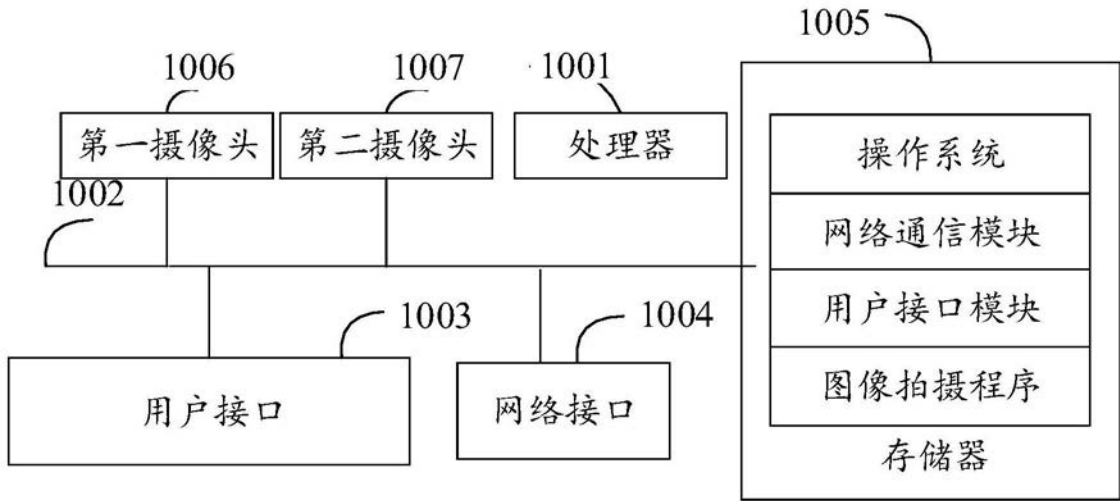 1005
1006
1007
1001
第一摄像头
第二摄像头
处理器
操作系统
1002
网络通信模块
1003
1004
用户接口模块
用户接口
网络接口
图像拍摄程序
存储器